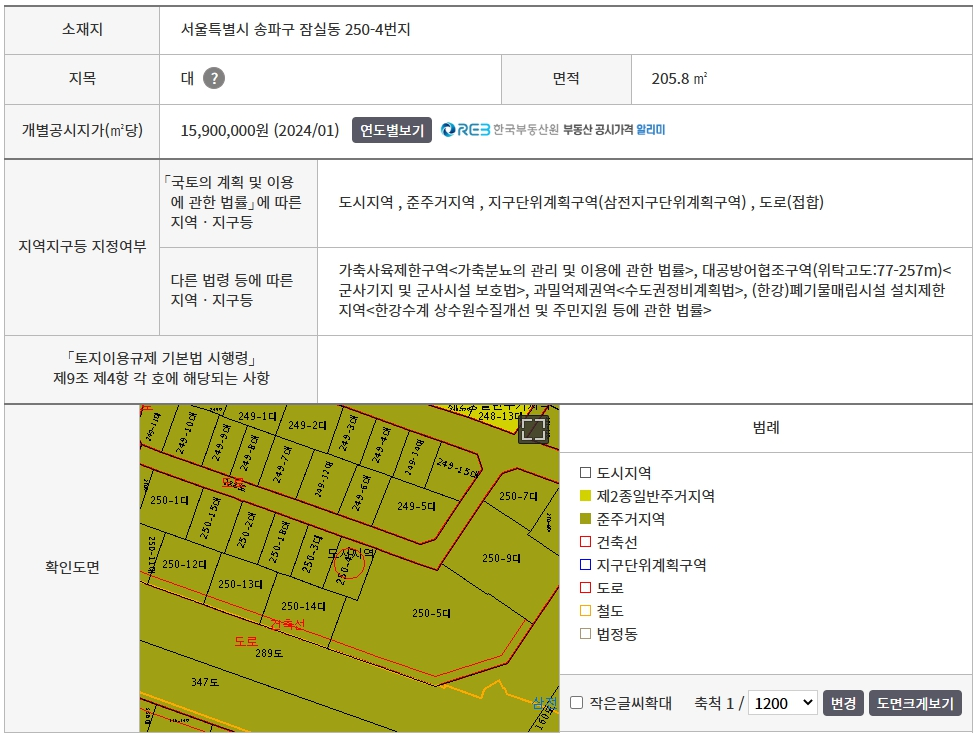 소재지
서울특별시 송파구 잠실동 250-4번지
지목
대 ?
면적
205.8 ㎡
개별공시지가(㎡당)
15,900,000원 (2024/01) 연도별보기 REB 한국부동산원 부동산 공시가격 알리미
지역지구등 지정여부
「국토의 계획 및 이용
에 관한 법률」에 따른
지역ㆍ지구등
도시지역 , 준주거지역 , 지구단위계획구역(삼전지구단위계획구역) , 도로(접합)
다른 법령 등에 따른
지역ㆍ지구등
가축사육제한구역<가축분뇨의 관리 및 이용에 관한 법률>, 대공방어협조구역(위탁고도:77-257m)<
군사기지 및 군사시설 보호법>, 과밀억제권역<수도권정비계획법>, (한강)폐기물매립시설 설치제한
지역<한강수계 상수원수질개선 및 주민지원 등에 관한 법률>
「토지이용규제 기본법 시행령」
제9조 제4항 각 호에 해당되는 사항
확인도면
249-1대
249-2대
248-13대
249-10대
249-9대
249-8대
249-7대
249-3대
249-4대
249-14대
249-15대
249-12대
249-6대
249-5대
도로
250-1대
250-15대
250-2대
250-18대
250-3대
250-4대
도시지역
250-7대
250-9대
250-11대
250-12대
250-13대
250-14대
250-5대
건축선
도로
289도
347도
삼전
160도
범례
도시지역
제2종일반주거지역
준주거지역
건축선
지구단위계획구역
도로
철도
법정동
작은글씨확대 축척 1 / 1200 변경 도면크게보기